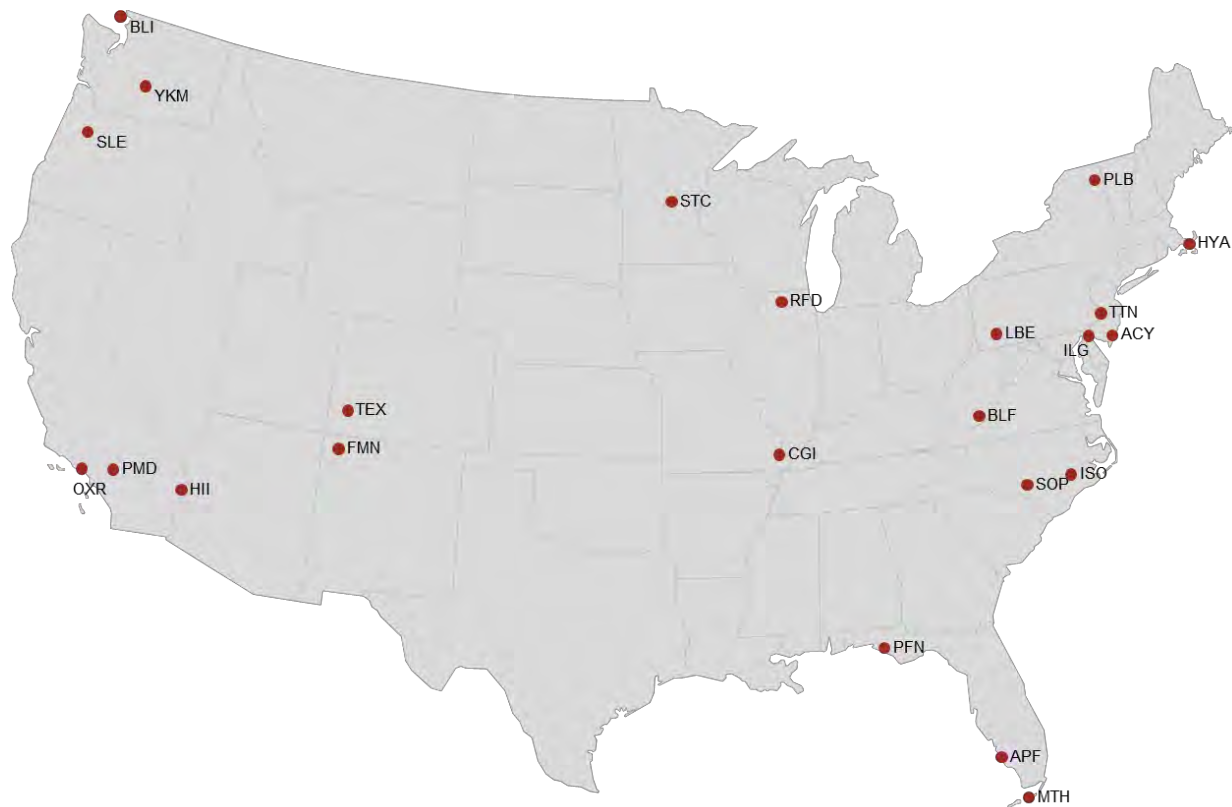 BLI
YKM
SLE
PLB
STC
HYA
RFD
TTN
LBE
ACY
ILG
TEX
BLF
FMN
CGI
PMD
ISO
OXR
HII
SOP
PFN
APF
MTH